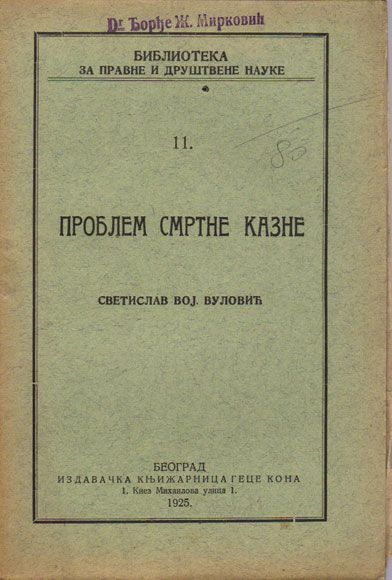 Dr Ђорђе Ж. Мирковић
БИБЛИОТЕКА
ЗА ПРАВНЕ И ДРУШТВЕНЕ НАУКЕ
11.
80
ПРОБЛЕМ СМРТНЕ КАЗНЕ
СВЕТИСЛАВ ВОЈ. ВУЛОВИЋ
БЕОГРАД
ИЗДАВАЧКА КЊИЖАРНИЦА ГЕЦЕ КОНА
1. Кнез Михаилова улица 1.
1925.